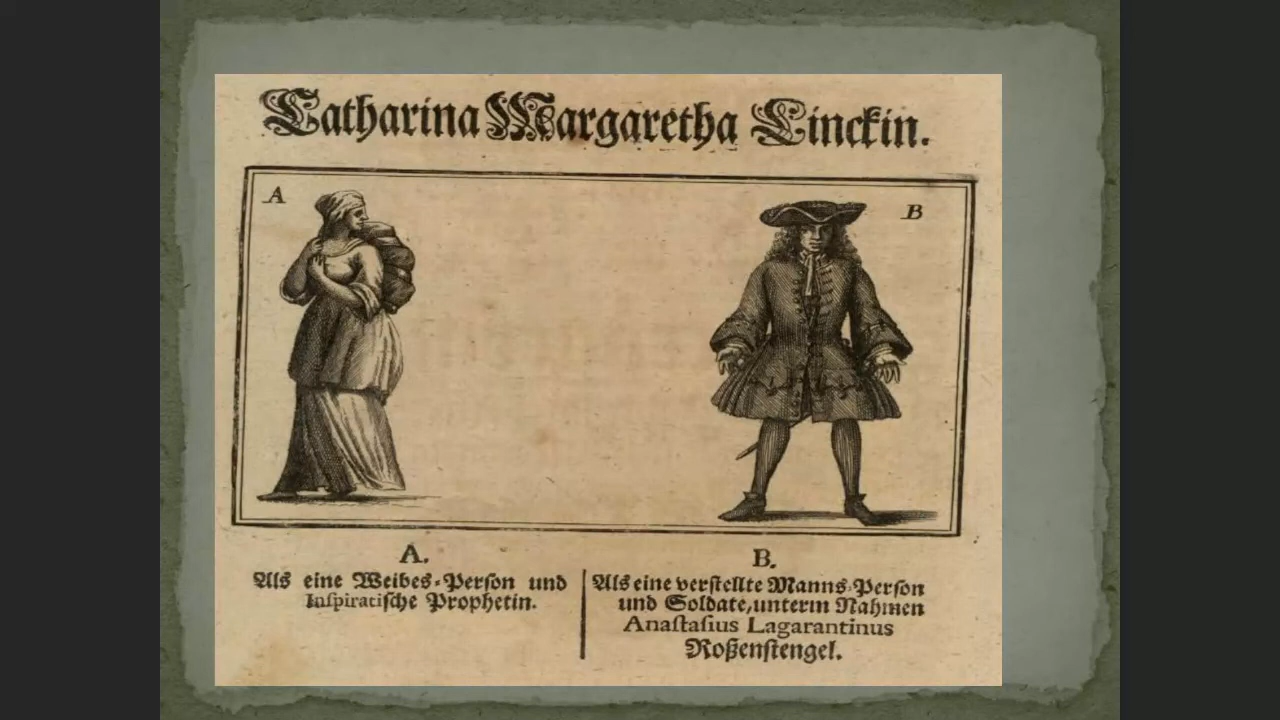 Catharina Margaretha Linckin.
A
B
A.
Als eine Weibes-Person und
Inspiratische Prophetin.
B.
Als eine verstellte Manns-Person
und Soldate, unterm Nahmen
Anastasius Lagarantinus
Roßenstengel.